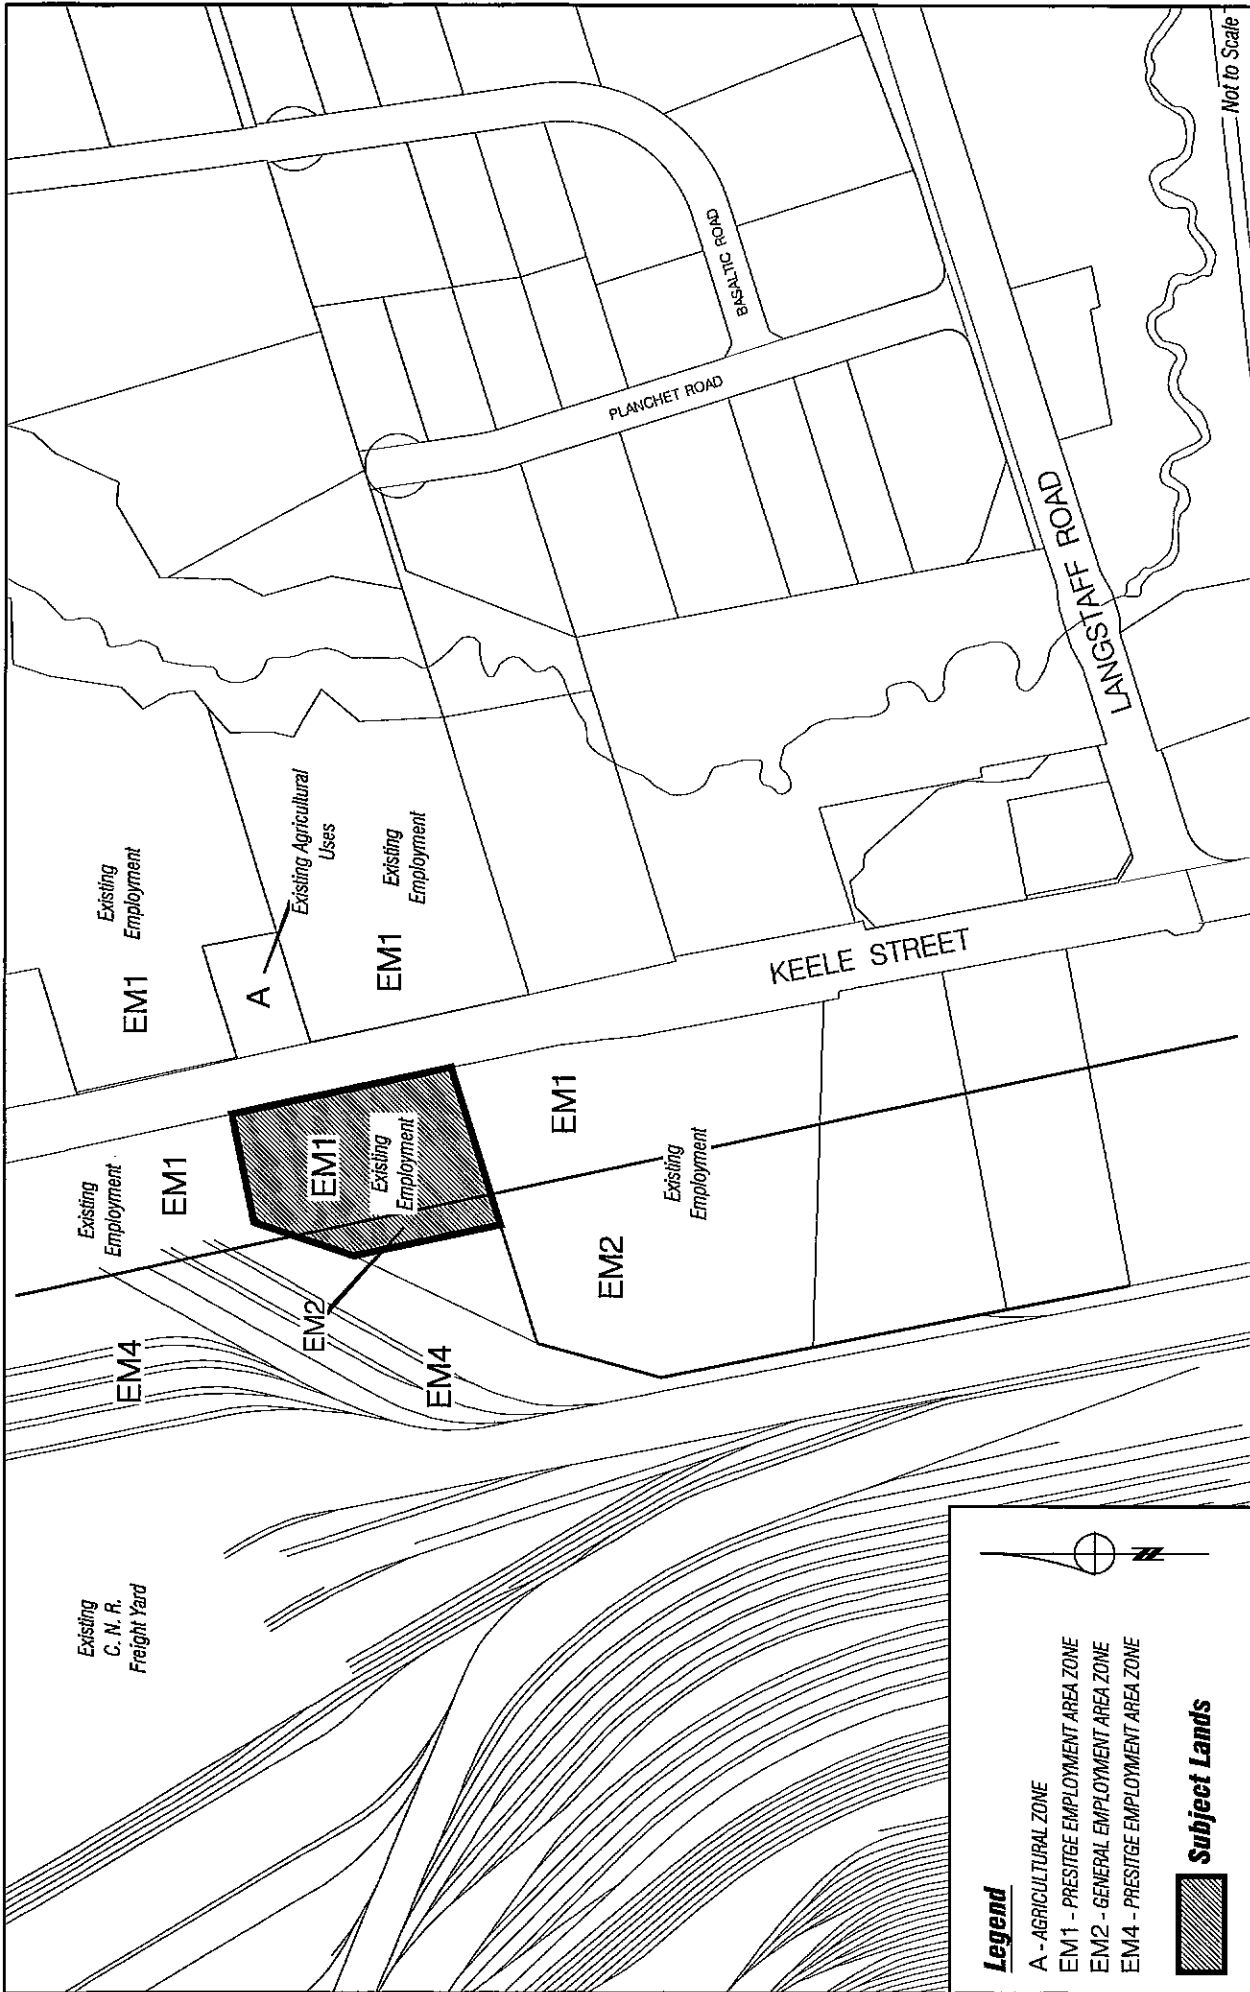 Existing
C. N. R.
Freight Yard
EM4
EM4
EM2
Existing
Employment
EM1
EM1
Existing
Employment
EM1
EM2
Existing
Employment
EM1
Existing
Employment
A
Existing Agricultural
Uses
EM1
Existing
Employment
KEELE STREET
LANGSTAFF ROAD
PLANCHET ROAD
BASALTIC ROAD
Legend
A - AGRICULTURAL ZONE
EM1 - PRESITGE EMPLOYMENT AREA ZONE
EM2 - GENERAL EMPLOYMENT AREA ZONE
EM4 - PRESITGE EMPLOYMENT AREA ZONE
Subject Lands
N
Not to Scale